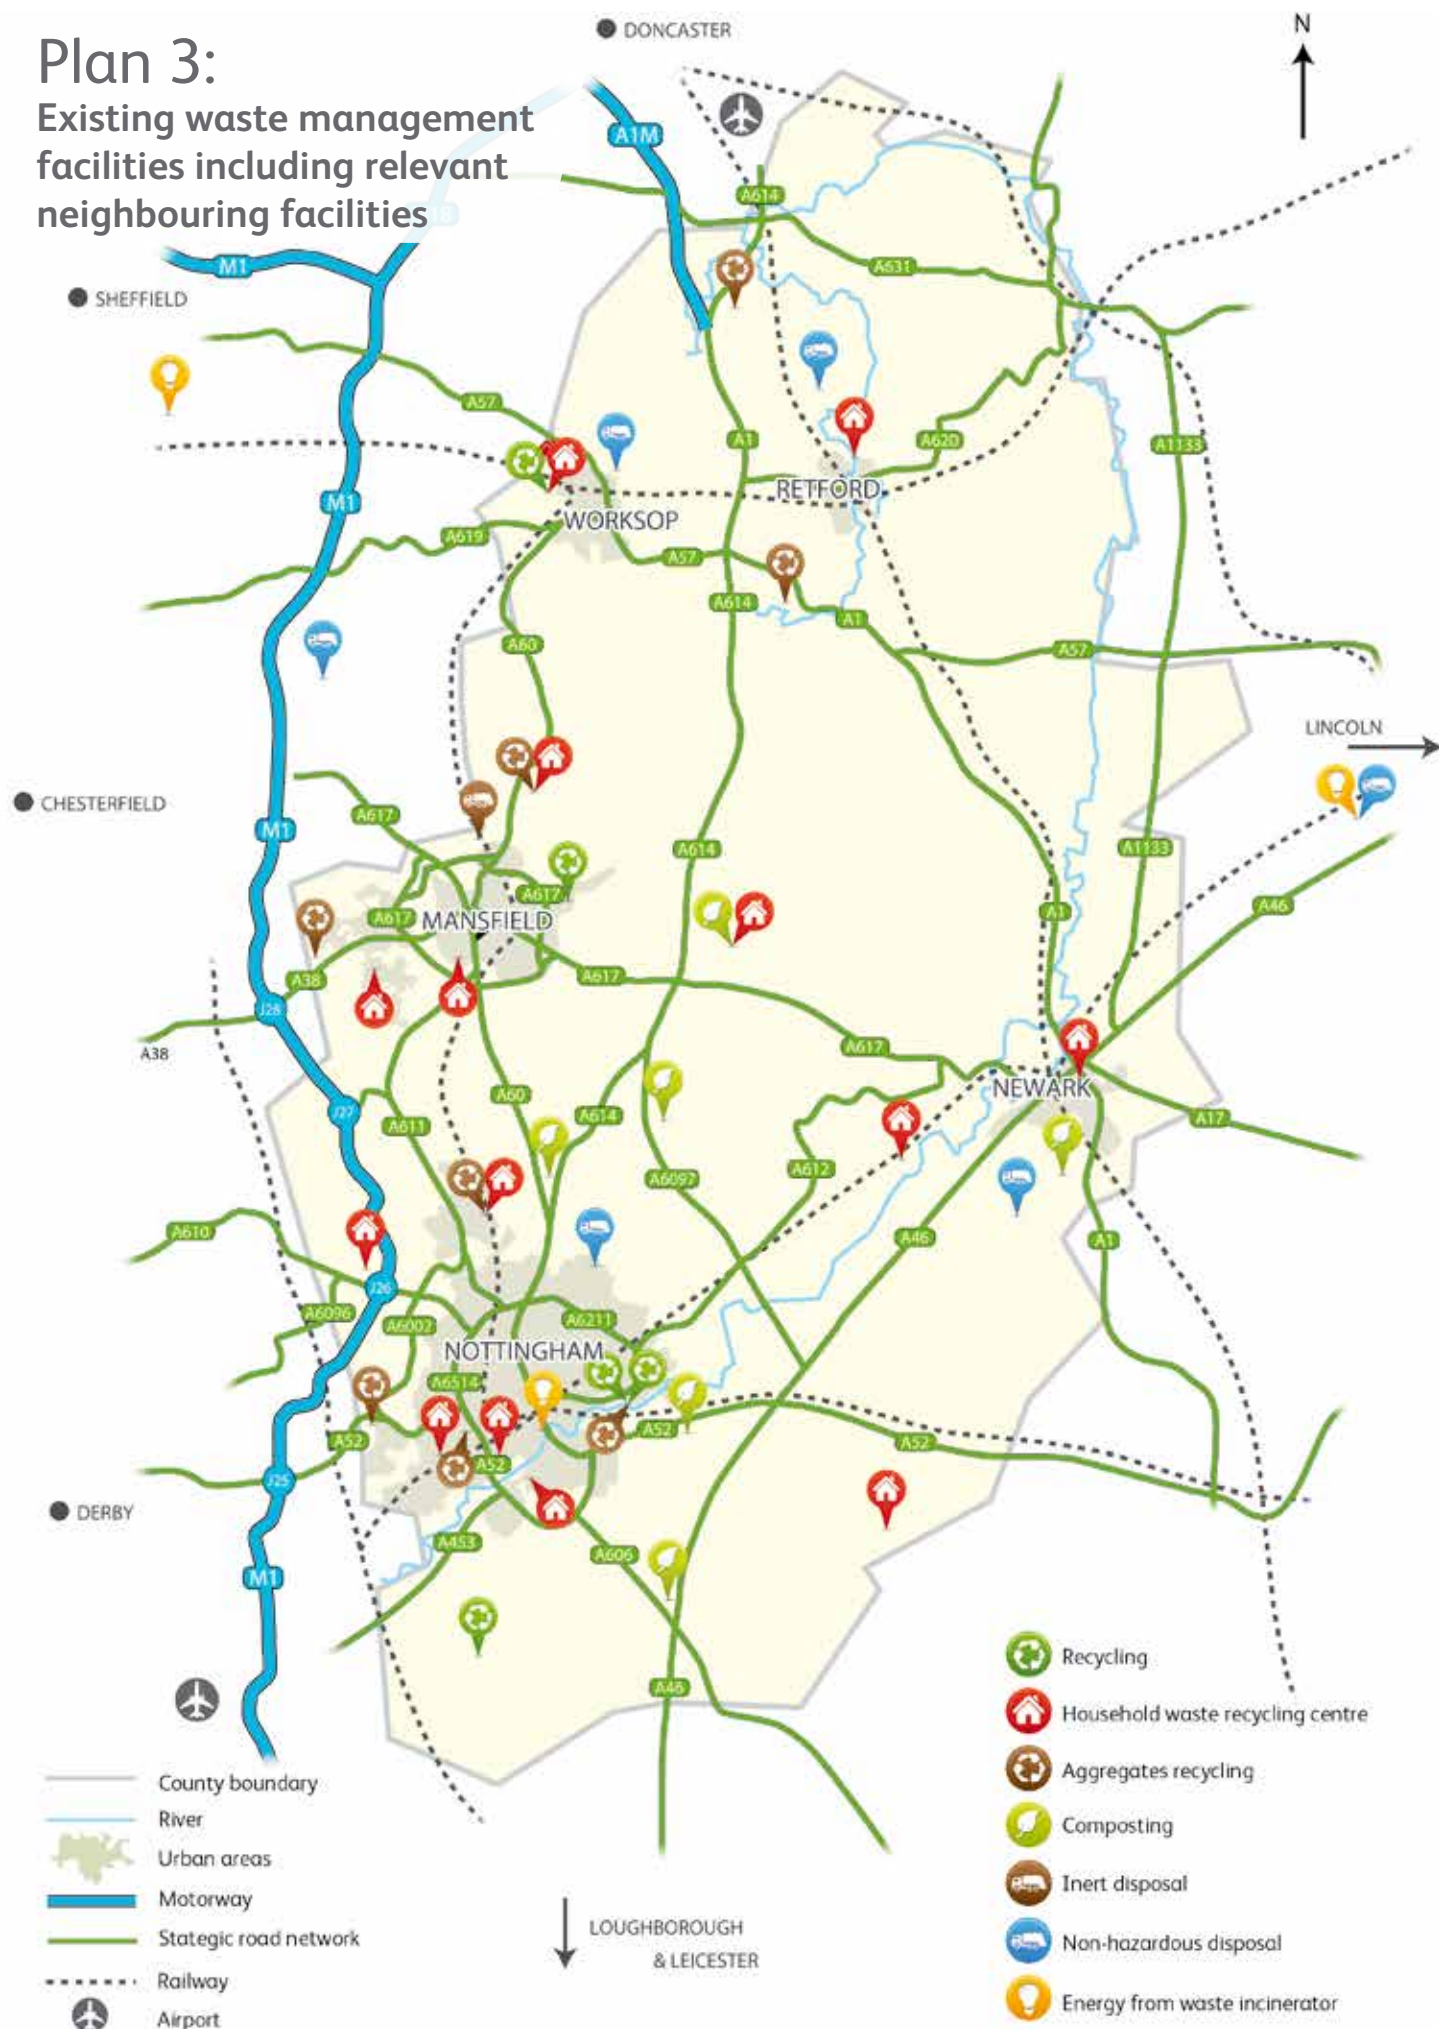 Plan 3:
Existing waste management
facilities including relevant
neighbouring facilities
DONCASTER
N
A1M
A614
M1
SHEFFIELD
A631
A57
A1
A620
A1133
RETFORD
M1
WORKSOP
A619
A57
A614
A1
A60
A57
LINCOLN
CHESTERFIELD
A617
M1
A614
A1133
A617
A617
MANSFIELD
A1
A46
A38
A617
J28
A38
A617
NEWARK
A60
J27
A611
A614
A17
A612
A6097
A610
A46
A1
J26
A6096
A6002
A6211
NOTTINGHAM
A6514
A52
A52
A52
A52
J25
DERBY
A453
A606
M1
A46
Recycling
Household waste recycling centre
Aggregates recycling
Composting
Inert disposal
Non-hazardous disposal
Energy from waste incinerator
County boundary
River
Urban areas
Motorway
Stategic road network
Railway
Airport
LOUGHBOROUGH
& LEICESTER